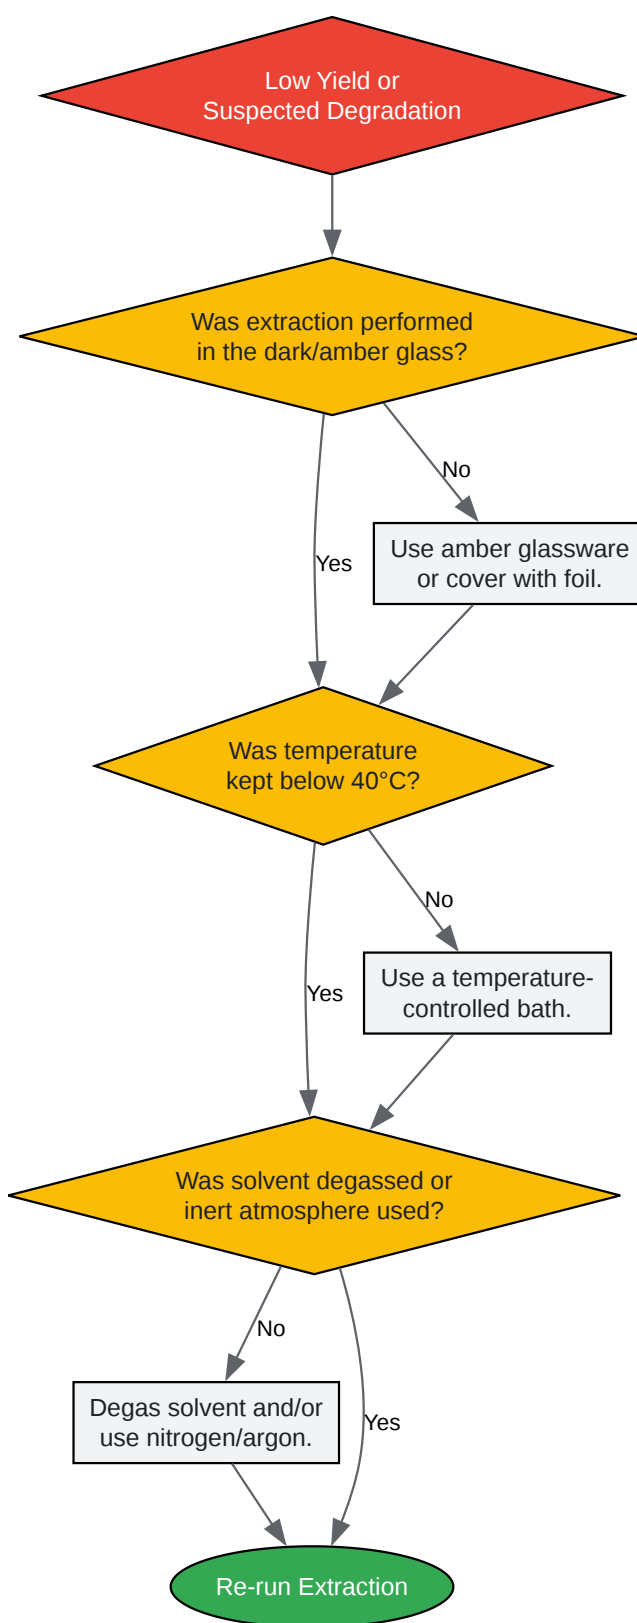 Low Yield or
Suspected Degradation
Was extraction performed
in the dark/amber glass?
No
Use amber glassware
or cover with foil.
Yes
Was temperature
kept below 40°C?
No
Use a temperature-
controlled bath.
Yes
Was solvent degassed or
inert atmosphere used?
No
Degas solvent and/or
use nitrogen/argon.
Yes
Re-run Extraction